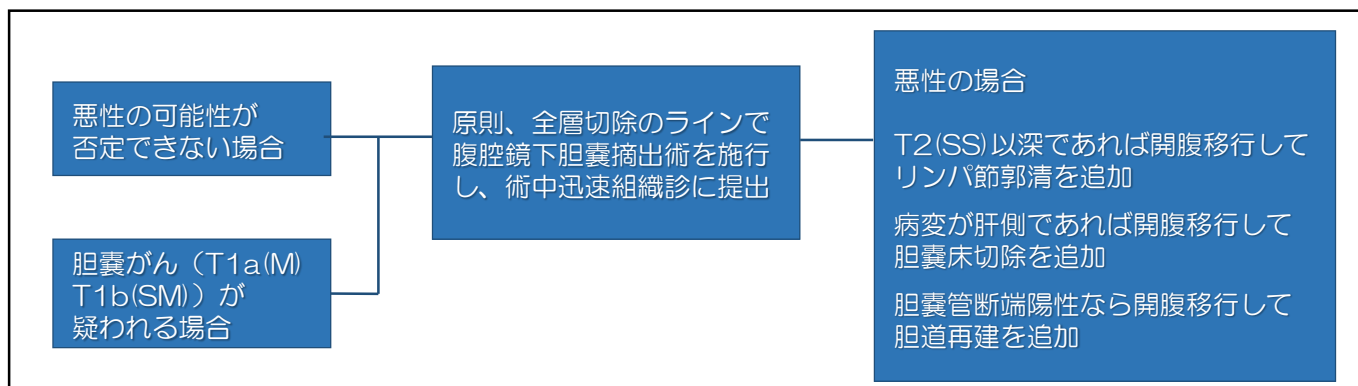 悪性の可能性が
否定できない場合
胆嚢がん（T1a(M)
T1b(SM)）が
疑われる場合
原則、全層切除のラインで
腹腔鏡下胆嚢摘出術を施行
し、術中迅速組織診に提出
悪性の場合
T2(SS)以深であれば開腹移行して
リンパ節郭清を追加
病変が肝側であれば開腹移行して
胆嚢床切除を追加
胆嚢管断端陽性なら開腹移行して
胆道再建を追加